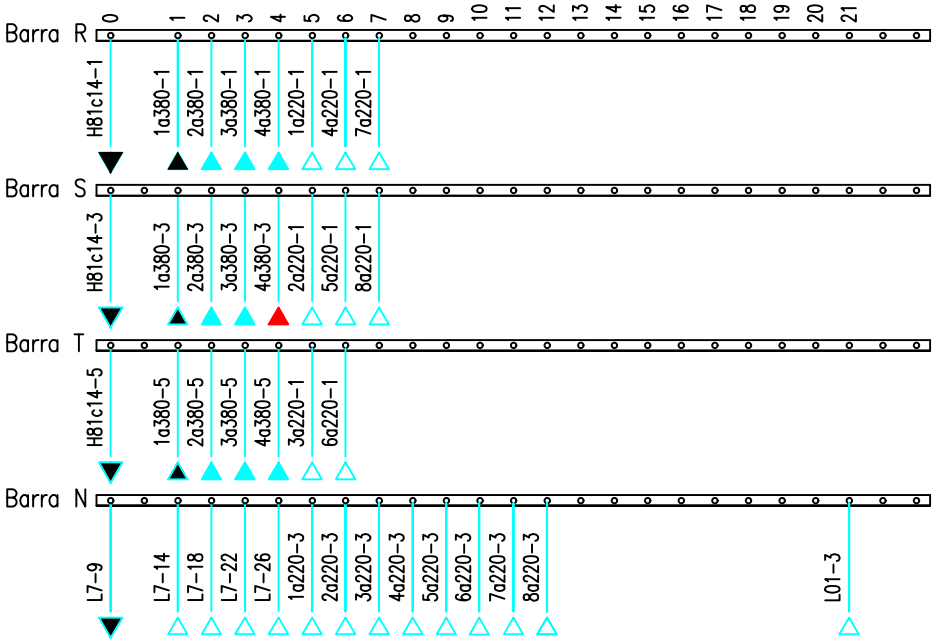 0 1 2 3 4 5 6 7 8 9 10 11 12 13 14 15 16 17 18 19 20 21
Barra R
H81c14-1 1a380-1 2a380-1 3a380-1 4a380-1 1a220-1 4a220-1 7a220-1
Barra S
H81c14-3 1a380-3 2a380-3 3a380-3 4a380-3 2a220-1 5a220-1 8a220-1
Barra T
H81c14-5 1a380-5 2a380-5 3a380-5 4a380-5 3a220-1 6a220-1
Barra N
L7-9 L7-14 L7-18 L7-22 L7-26 1a220-3 2a220-3 3a220-3 4a220-3 5a220-3 6a220-3 7a220-3 8a220-3 L01-3